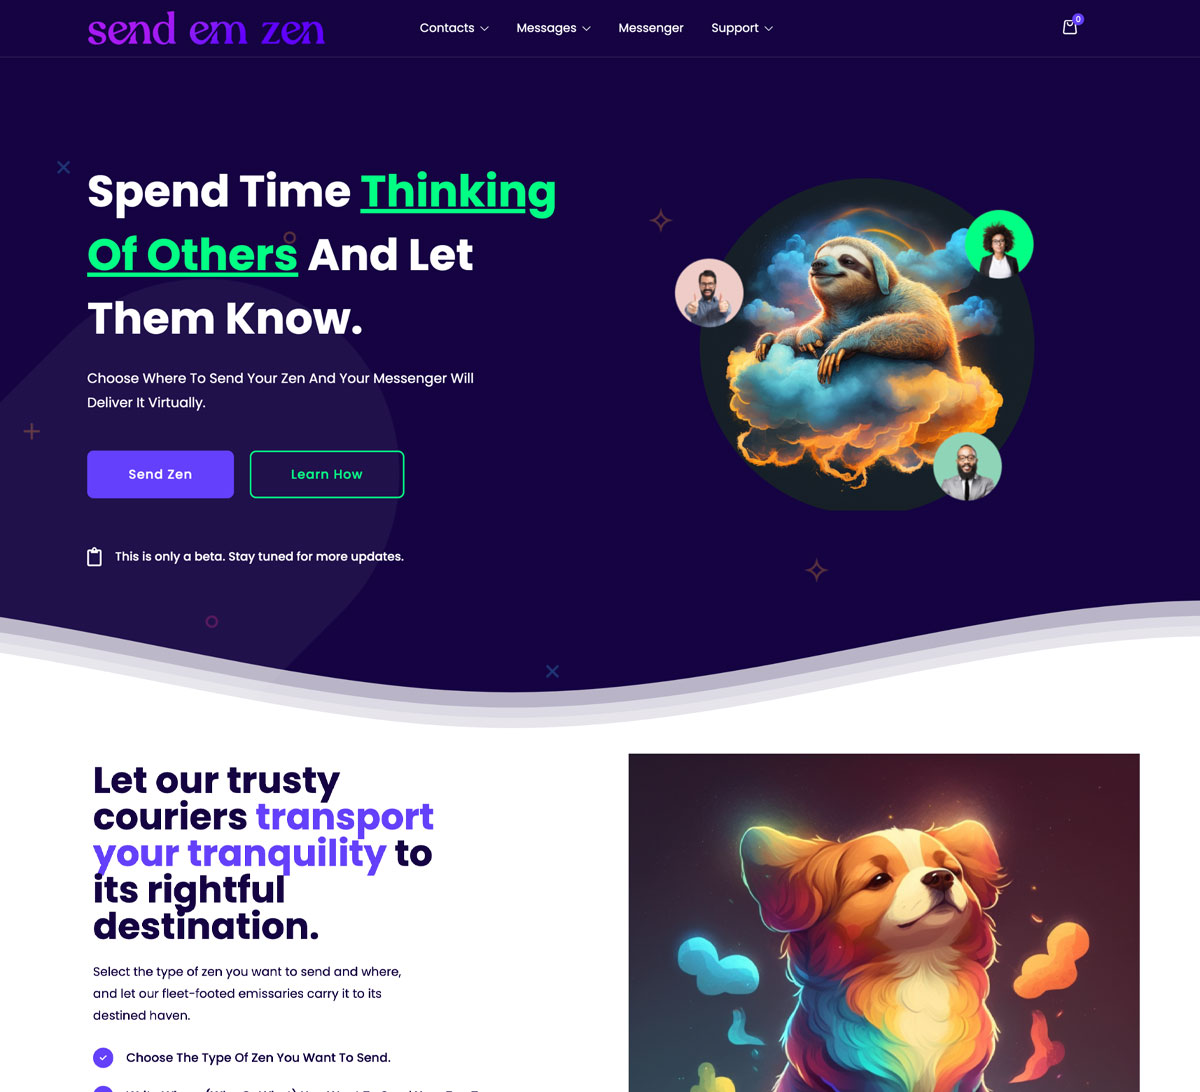 send em zen
Contacts
Messages
Messenger
Support
0
Spend Time Thinking
Of Others And Let
Them Know.
Choose Where To Send Your Zen And Your Messenger Will
Deliver It Virtually.
Send Zen
Learn How
This is only a beta. Stay tuned for more updates.
Let our trusty
couriers transport
your tranquility to
its rightful
destination.
Select the type of zen you want to send and where,
and let our fleet-footed emissaries carry it to its
destined haven.
Choose The Type Of Zen You Want To Send.